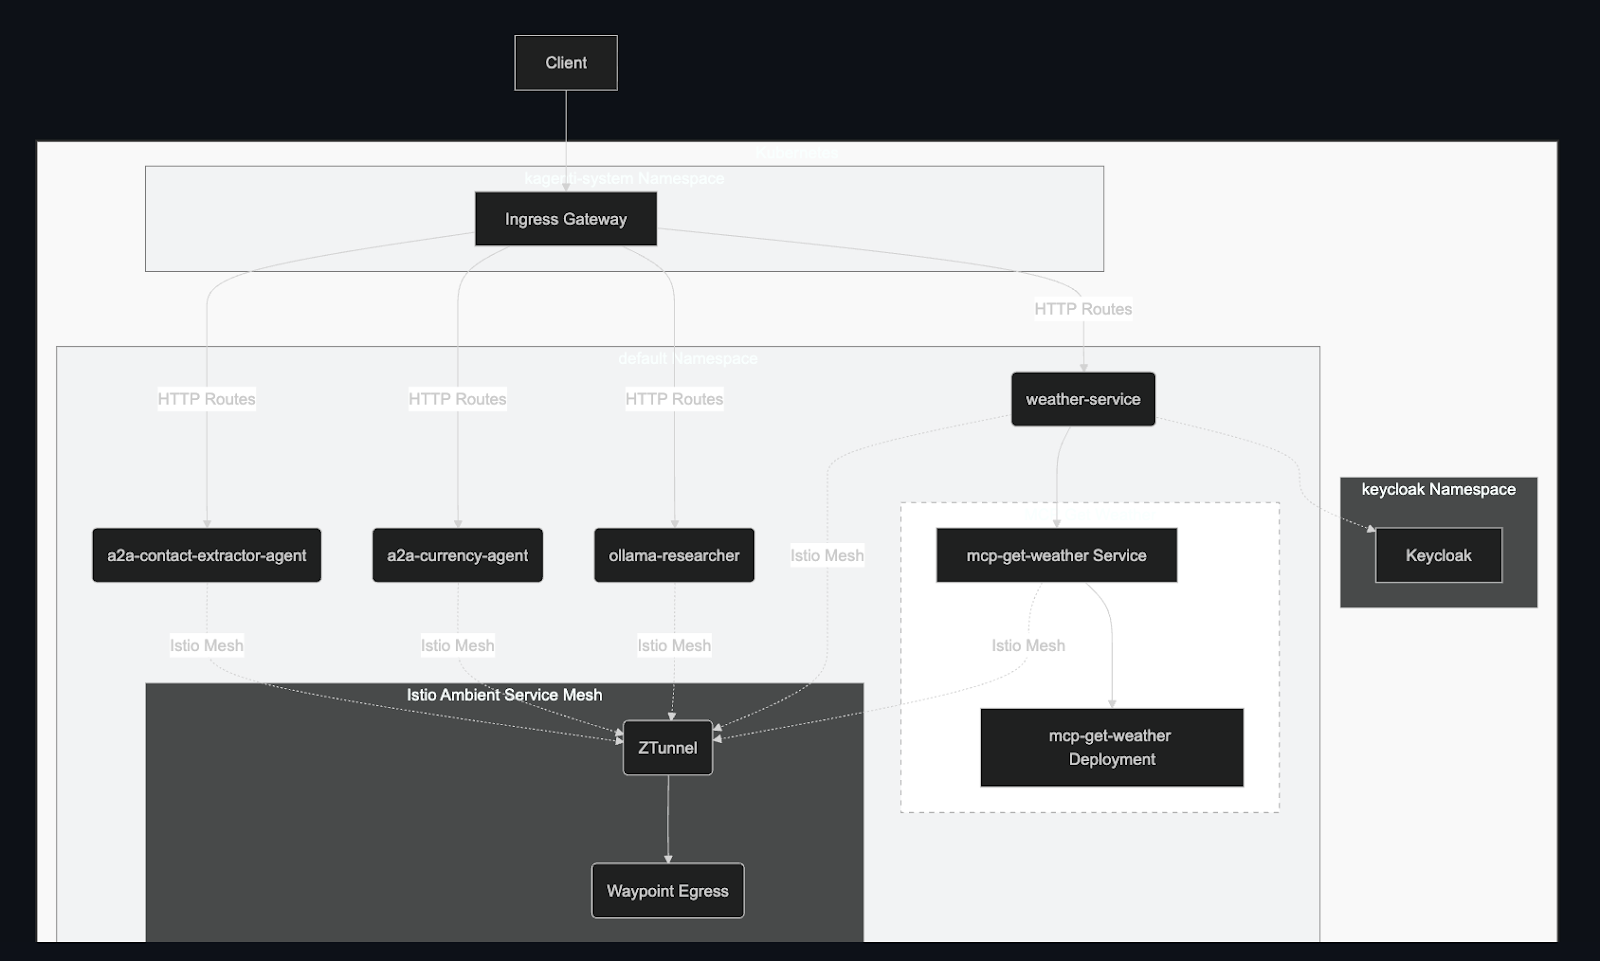 Client
Kubernetes
kagenti-system Namespace
Ingress Gateway
HTTP Routes
default Namespace
HTTP Routes
HTTP Routes
HTTP Routes
weather-service
keycloak Namespace
a2a-contact-extractor-agent
a2a-currency-agent
ollama-researcher
Istio Mesh
mcp-get-weather Service
Keycloak
Istio Mesh
Istio Mesh
Istio Mesh
Istio Mesh
Istio Ambient Service Mesh
ZTunnel
mcp-get-weather
Deployment
Waypoint Egress